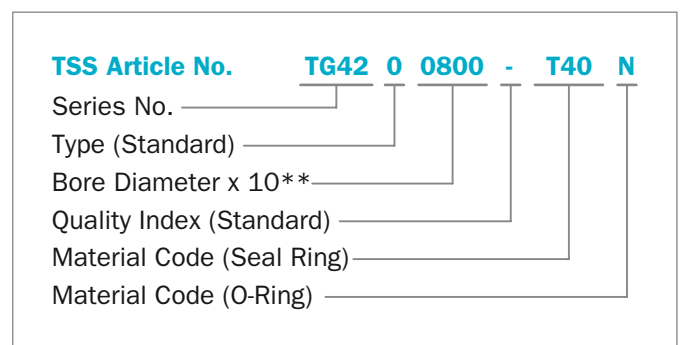 TSS Article No. TG42 0 0800 - T40 N
Series No.
Type (Standard)
Bore Diameter x 10**
Quality Index (Standard)
Material Code (Seal Ring)
Material Code (O-Ring)